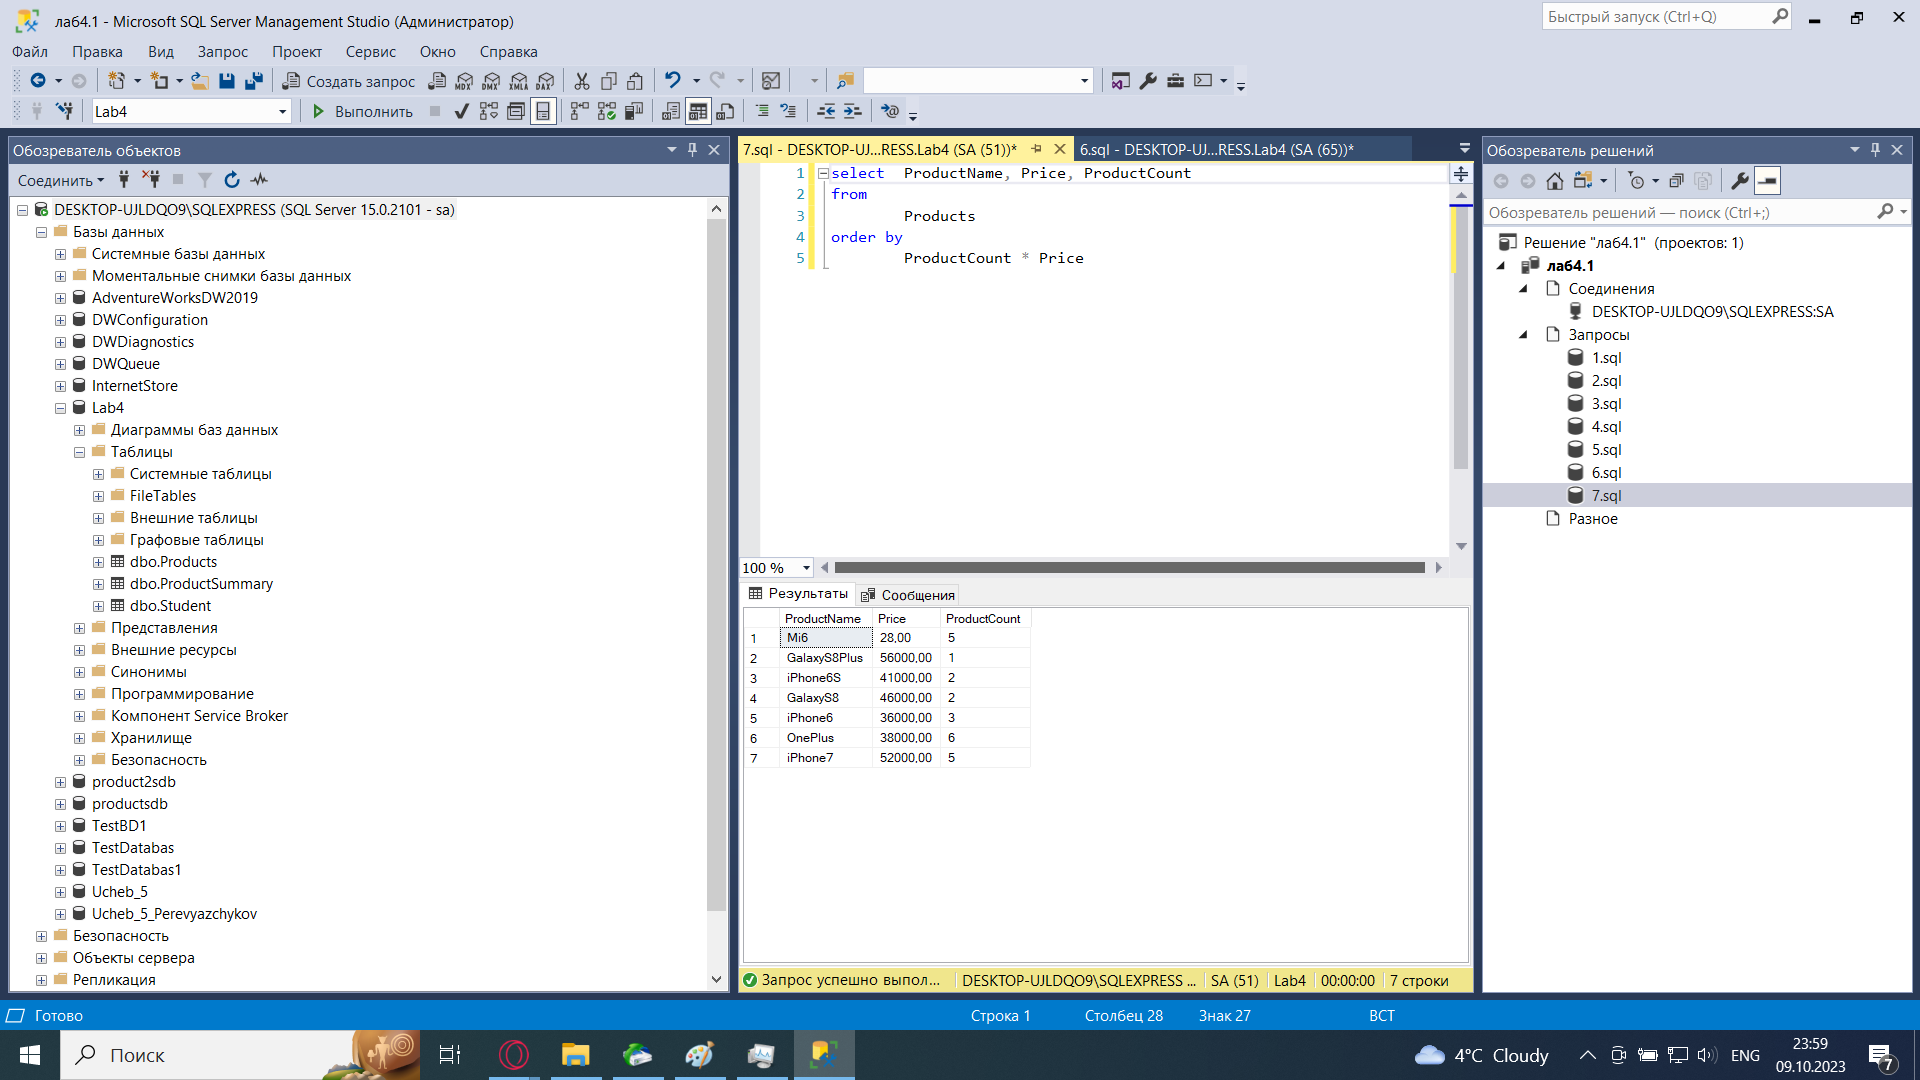 лаб4.1 - Microsoft SQL Server Management Studio (Администратор)
Быстрый запуск (Ctrl+Q)
Файл Правка Вид Запрос Проект Сервис Окно Справка
Создать запрос MDX DMX XMLA DAX
Lab4 Выполнить
Обозреватель объектов
Соединить
DESKTOP-UJLDQO9\SQLEXPRESS (SQL Server 15.0.2101 - sa)
Базы данных
Системные базы данных
Моментальные снимки базы данных
AdventureWorksDW2019
DWConfiguration
DWDiagnostics
DWQueue
InternetStore
Lab4
Диаграммы баз данных
Таблицы
Системные таблицы
FileTables
Внешние таблицы
Графовые таблицы
dbo.Products
dbo.ProductSummary
dbo.Student
Представления
Внешние ресурсы
Синонимы
Программирование
Компонент Service Broker
Хранилище
Безопасность
product2sdb
productsdb
TestBD1
TestDatabas
TestDatabas1
Ucheb_5
Ucheb_5_Perevyazchykov
Безопасность
Объекты сервера
Репликация
7.sql - DESKTOP-UJ...RESS.Lab4 (SA (51))* 6.sql - DESKTOP-UJ...RESS.Lab4 (SA (65))*
1 select ProductName, Price, ProductCount
2 from
3 Products
4 order by
5 ProductCount * Price
100 %
Результаты Сообщения
ProductName Price ProductCount
1 Mi6 28,00 5
2 GalaxyS8Plus 56000,00 1
3 iPhone6S 41000,00 2
4 GalaxyS8 46000,00 2
5 iPhone6 36000,00 3
6 OnePlus 38000,00 6
7 iPhone7 52000,00 5
Запрос успешно выпол... DESKTOP-UJLDQO9\SQLEXPRESS ... SA (51) Lab4 00:00:00 7 строки
Обозреватель решений
Обозреватель решений — поиск (Ctrl+;)
Решение "лаб4.1" (проектов: 1)
лаб4.1
Соединения
DESKTOP-UJLDQO9\SQLEXPRESS:SA
Запросы
1.sql
2.sql
3.sql
4.sql
5.sql
6.sql
7.sql
Разное
Готово Строка 1 Столбец 28 Знак 27 ВСТ
Поиск
4°C Cloudy
ENG
23:59
09.10.2023
7